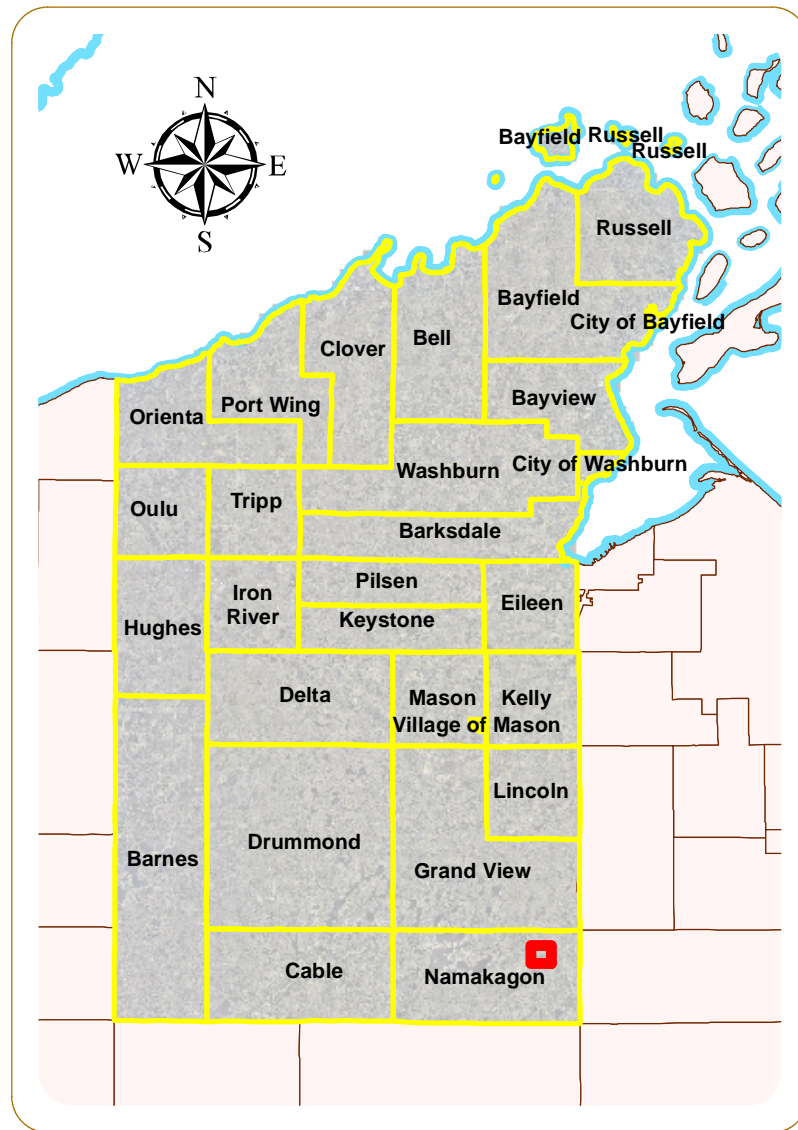 N
W
E
S
Bayfield
Russell
Russell
Russell
Bayfield
City of Bayfield
Clover
Bell
Orienta
Port Wing
Bayview
Washburn
City of Washburn
Oulu
Tripp
Barksdale
Pilsen
Iron
River
Eileen
Hughes
Keystone
Delta
Mason
Kelly
Village of Mason
Lincoln
Drummond
Barnes
Grand View
Cable
Namakagon